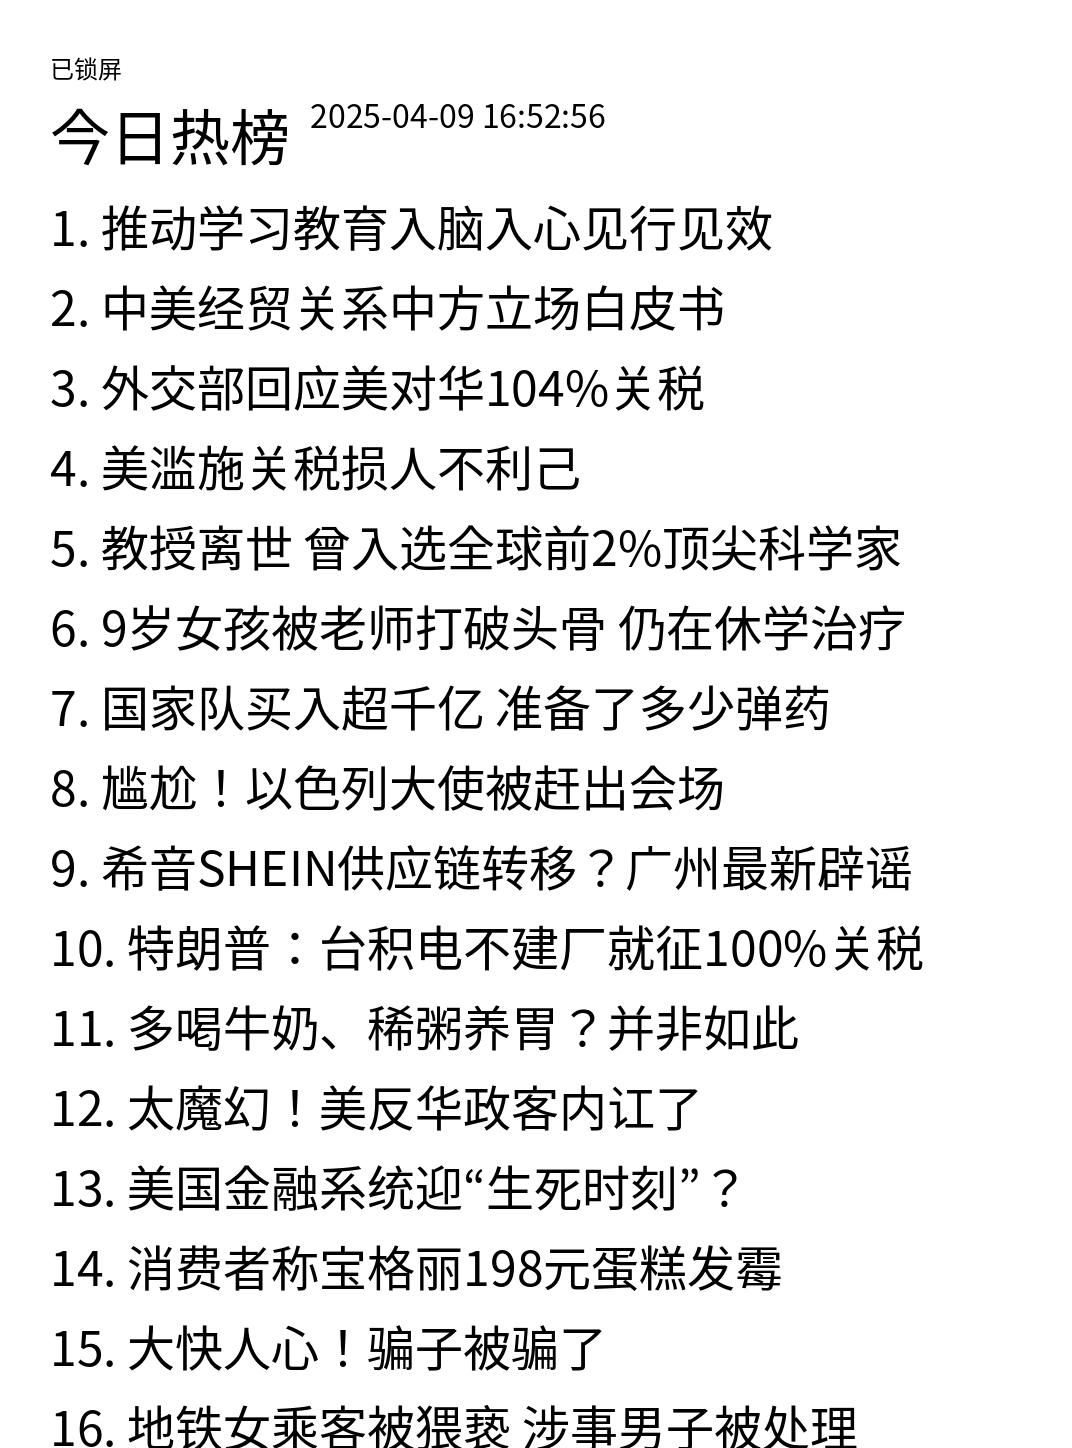 已锁屏
今日热榜 2025-04-09 16:52:56
1. 推动学习教育入脑入心见行见效
2. 中美经贸关系中方立场白皮书
3. 外交部回应美对华104%关税
4. 美滥施关税损人不利己
5. 教授离世 曾入选全球前2%顶尖科学家
6. 9岁女孩被老师打破头骨 仍在休学治疗
7. 国家队买入超千亿 准备了多少弹药
8. 尴尬！以色列大使被赶出会场
9. 希音SHEIN供应链转移？广州最新辟谣
10. 特朗普：台积电不建厂就征100%关税
11. 多喝牛奶、稀粥养胃？并非如此
12. 太魔幻！美反华政客内讧了
13. 美国金融系统迎“生死时刻”？
14. 消费者称宝格丽198元蛋糕发霉
15. 大快人心！骗子被骗了
16. 地铁女乘客被猥亵 涉事男子被处理